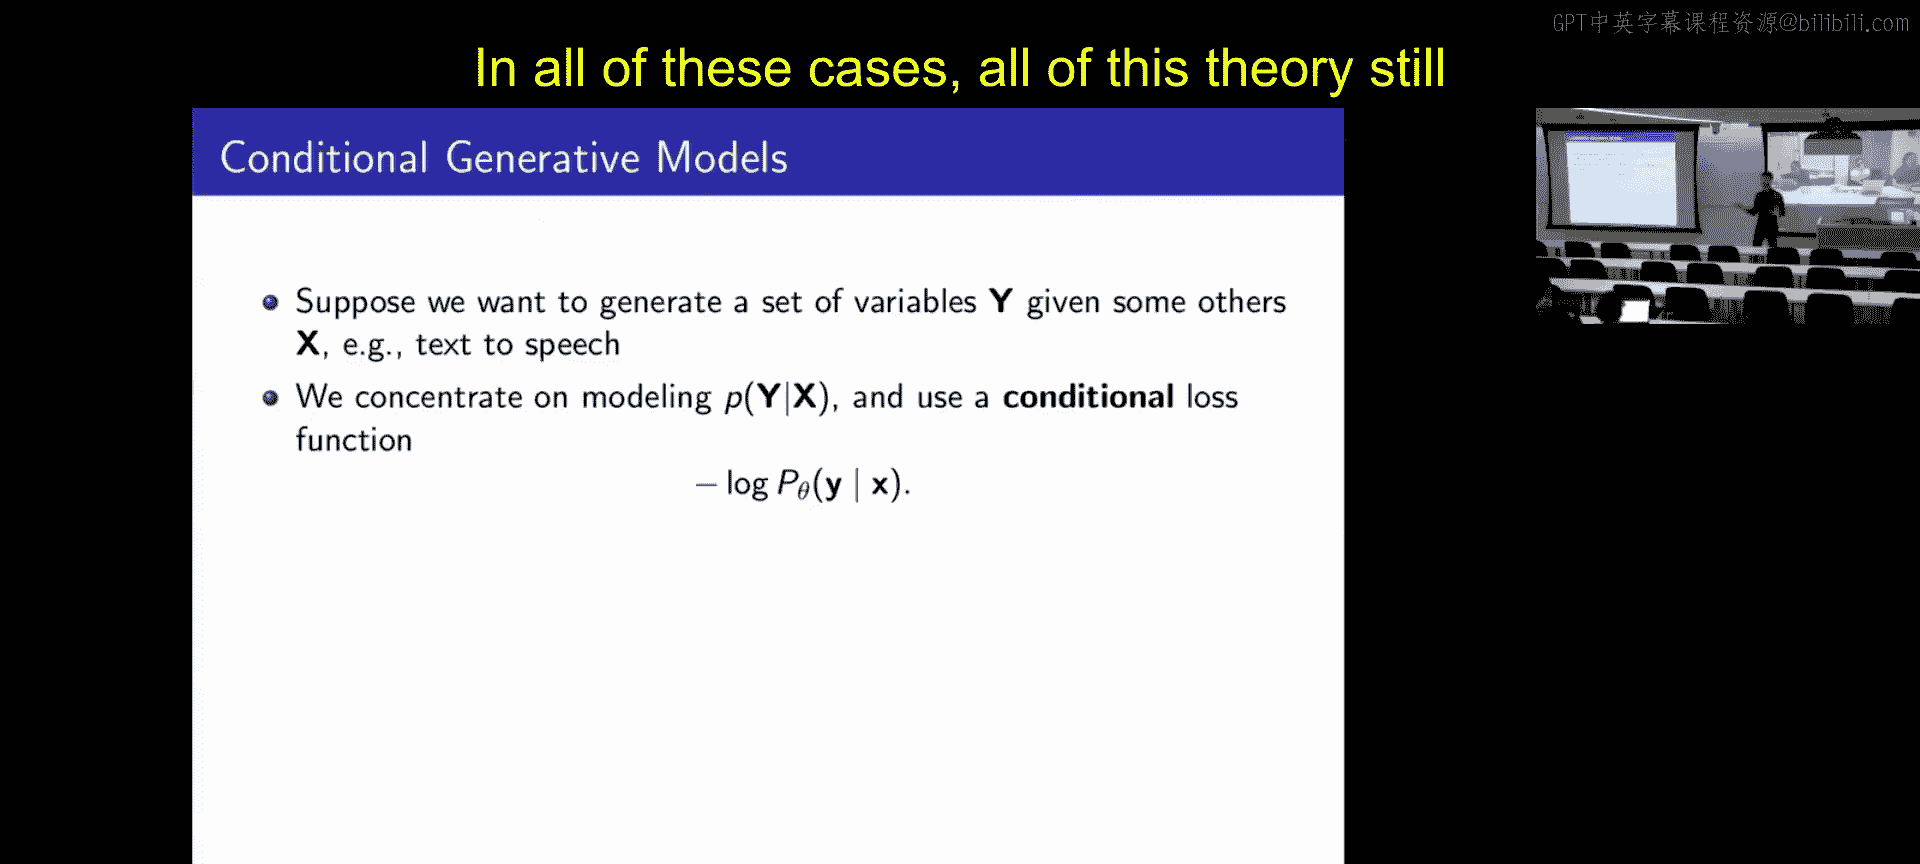 GPT中英字幕课程资源@bilibili.com
In all of these cases, all of this theory still
Conditional Generative Models
Suppose we want to generate a set of variables Y given some others
X, e.g., text to speech
We concentrate on modeling p(Y|X), and use a conditional loss
function
− log Pθ(y | x).